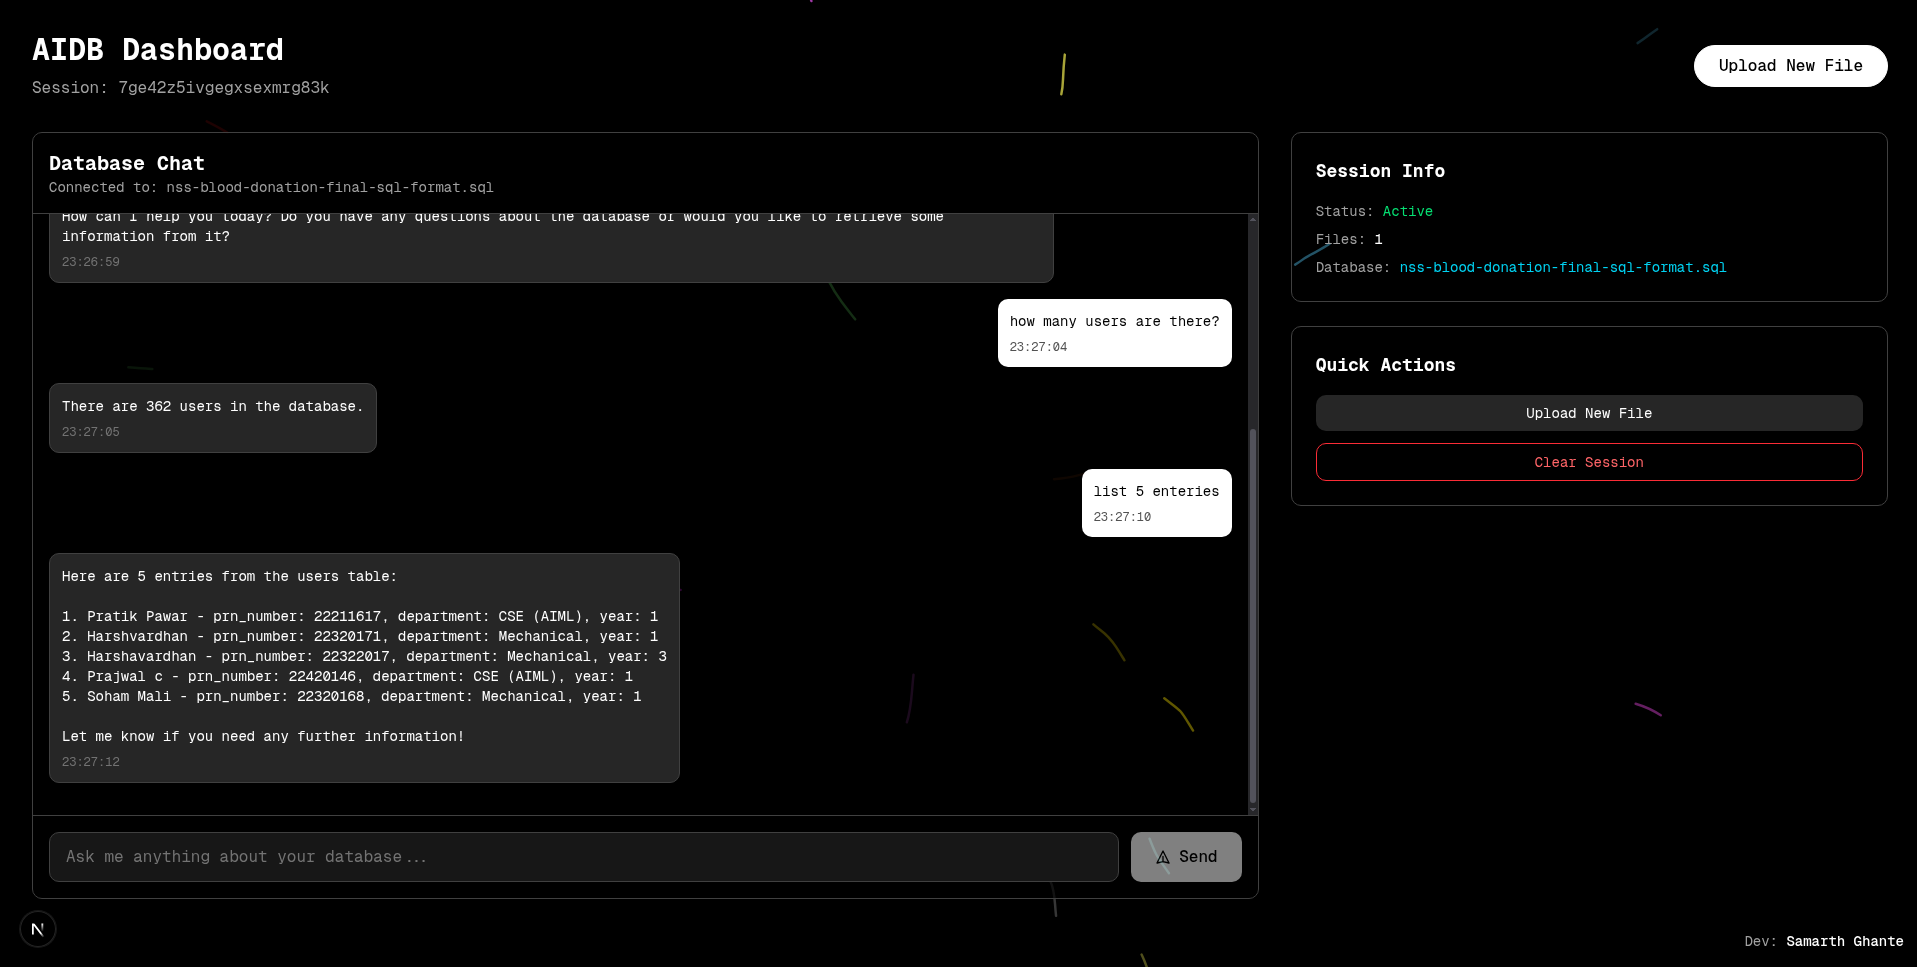 AIDB Dashboard
Session: 7ge42z5ivgegxsexmrg83k
Upload New File
Database Chat
Connected to: nss-blood-donation-final-sql-format.sql
How can I help you today? Do you have any questions about the database or would you like to retrieve some
information from it?
23:26:59
how many users are there?
23:27:04
There are 362 users in the database.
23:27:05
list 5 enteries
23:27:10
Here are 5 entries from the users table:
1. Pratik Pawar - prn_number: 22211617, department: CSE (AIML), year: 1
2. Harshvardhan - prn_number: 22320171, department: Mechanical, year: 1
3. Harshavardhan - prn_number: 22322017, department: Mechanical, year: 3
4. Prajwal c - prn_number: 22420146, department: CSE (AIML), year: 1
5. Soham Mali - prn_number: 22320168, department: Mechanical, year: 1
Let me know if you need any further information!
23:27:12
Ask me anything about your database...
Send
Session Info
Status: Active
Files: 1
Database: nss-blood-donation-final-sql-format.sql
Quick Actions
Upload New File
Clear Session
N
Dev: Samarth Ghante